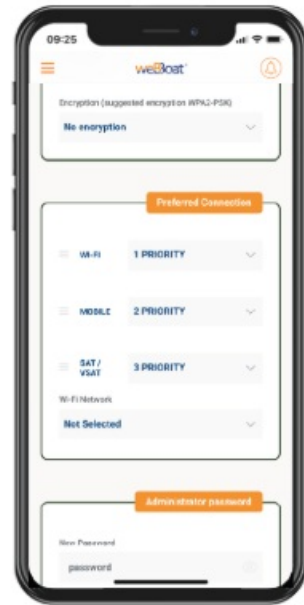 09:25
weBoat
Encryption (suggested encryption WPA2-PSK)
No encryption
Preferred Connection
WI-FI 1 PRIORITY
MOBILE 2 PRIORITY
SAT / VSAT 3 PRIORITY
Wi-Fi Network
Not Selected
Administrator password
New Password
password